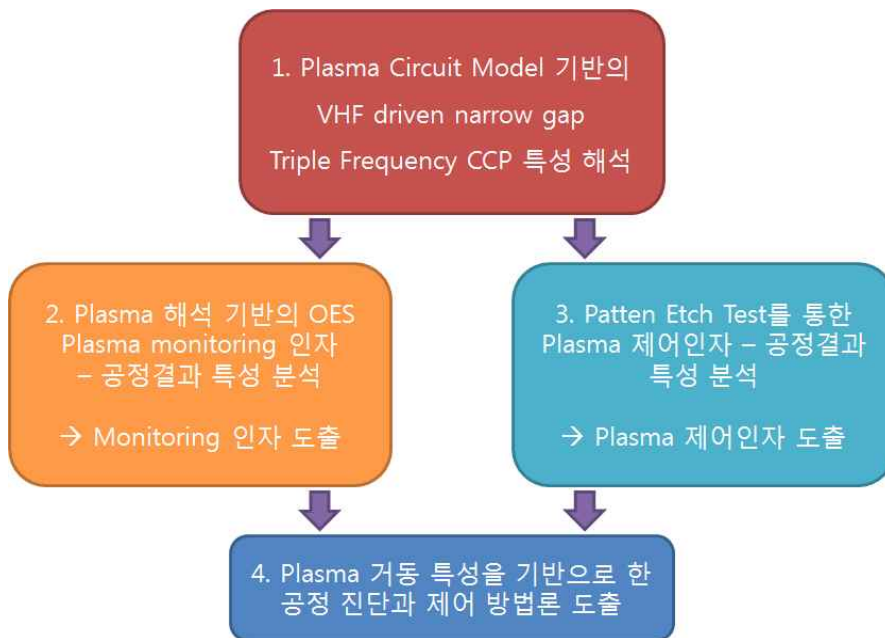 1. Plasma Circuit Model 기반의
VHF driven narrow gap
Triple Frequency CCP 특성 해석
2. Plasma 해석 기반의 OES
Plasma monitoring 인자
– 공정결과 특성 분석
→ Monitoring 인자 도출
3. Patten Etch Test를 통한
Plasma 제어인자 – 공정결과
특성 분석
→ Plasma 제어인자 도출
4. Plasma 거동 특성을 기반으로 한
공정 진단과 제어 방법론 도출